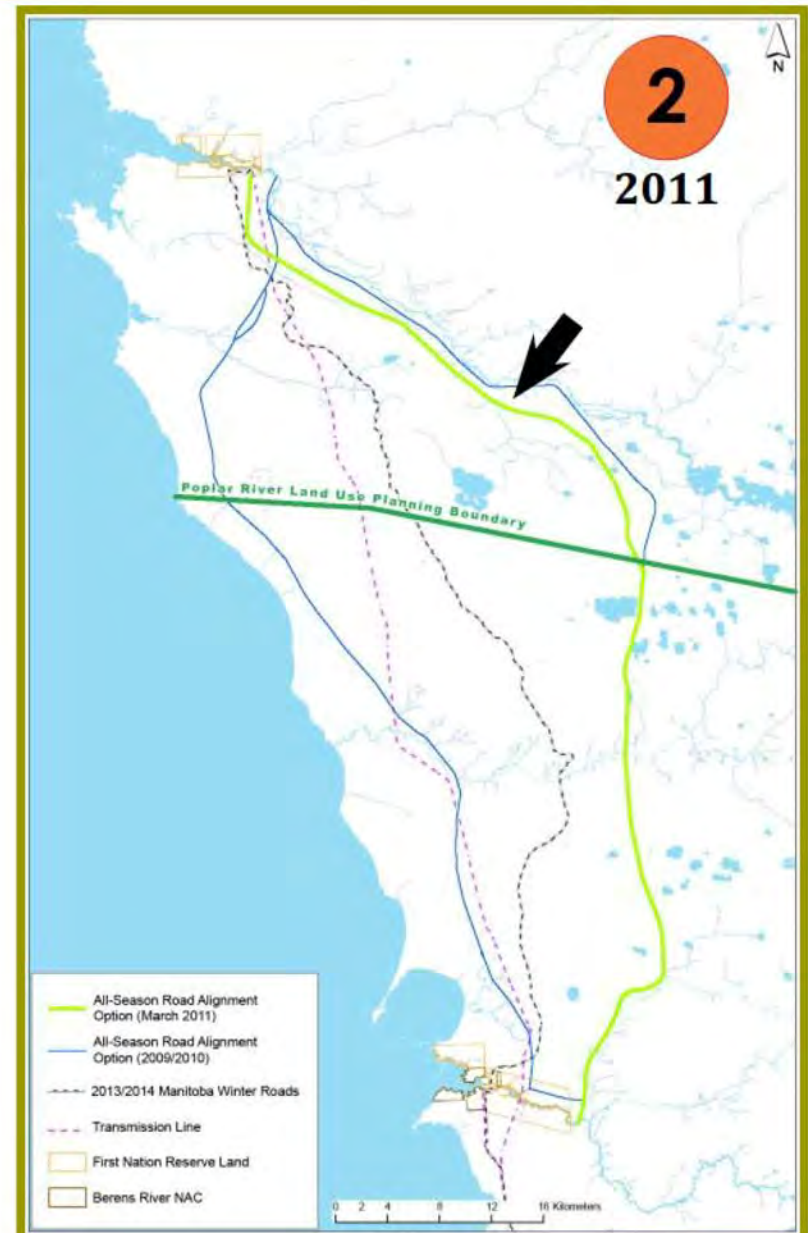 N
2
2011
Poplar River Land Use Planning Boundary
All-Season Road Alignment
Option (March 2011)
All-Season Road Alignment
Option (2009/2010)
2013/2014 Manitoba Winter Roads
Transmission Line
First Nation Reserve Land
Berens River NAC
0 2 4 8 12 16 Kilometers